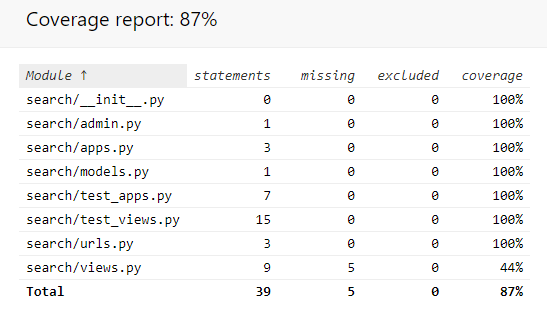 Coverage report: 87%
Module ↑ statements missing excluded coverage
search/__init__.py 0 0 0 100%
search/admin.py 1 0 0 100%
search/apps.py 3 0 0 100%
search/models.py 1 0 0 100%
search/test_apps.py 7 0 0 100%
search/test_views.py 15 0 0 100%
search/urls.py 3 0 0 100%
search/views.py 9 5 0 44%
Total 39 5 0 87%